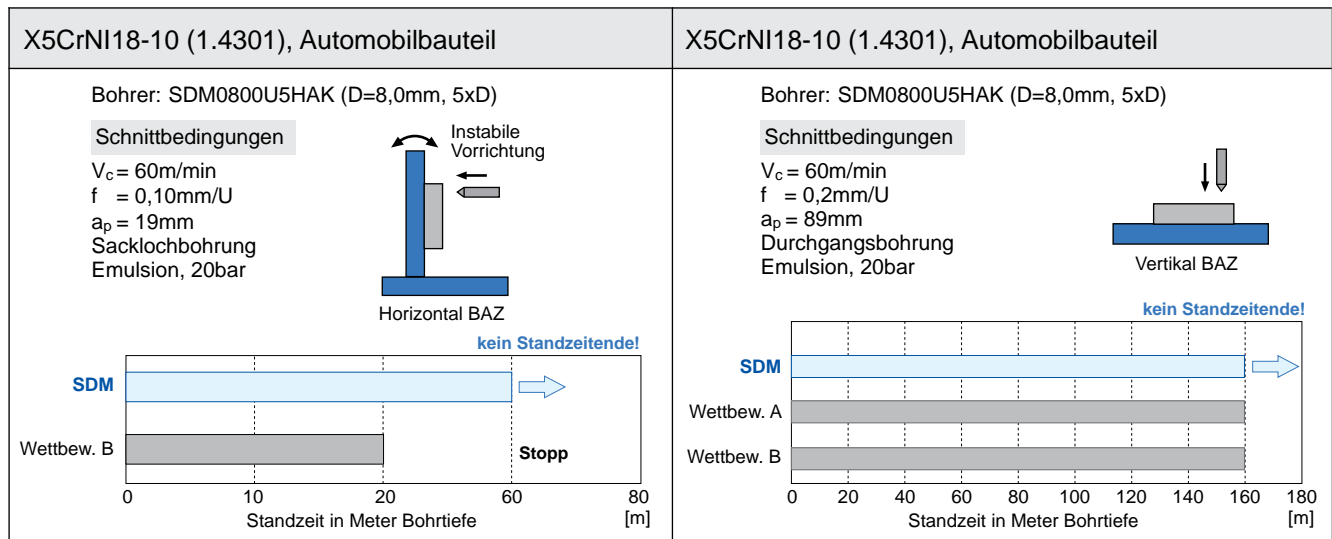 X5CrNI18-10 (1.4301), Automobilbauteil
Bohrer: SDM0800U5HAK (D=8,0mm, 5xD)
Schnittbedingungen
Vc = 60m/min
f = 0,10mm/U
ap = 19mm
Sacklochbohrung
Emulsion, 20bar
Instabile
Vorrichtung
Horizontal BAZ
kein Standzeitende!
SDM
Wettbew. B
Stopp
0 10 20 60 80
Standzeit in Meter Bohrtiefe [m]
X5CrNI18-10 (1.4301), Automobilbauteil
Bohrer: SDM0800U5HAK (D=8,0mm, 5xD)
Schnittbedingungen
Vc = 60m/min
f = 0,2mm/U
ap = 89mm
Durchgangsbohrung
Emulsion, 20bar
Vertikal BAZ
kein Standzeitende!
SDM
Wettbew. A
Wettbew. B
0 20 40 60 80 100 120 140 160 180
Standzeit in Meter Bohrtiefe [m]